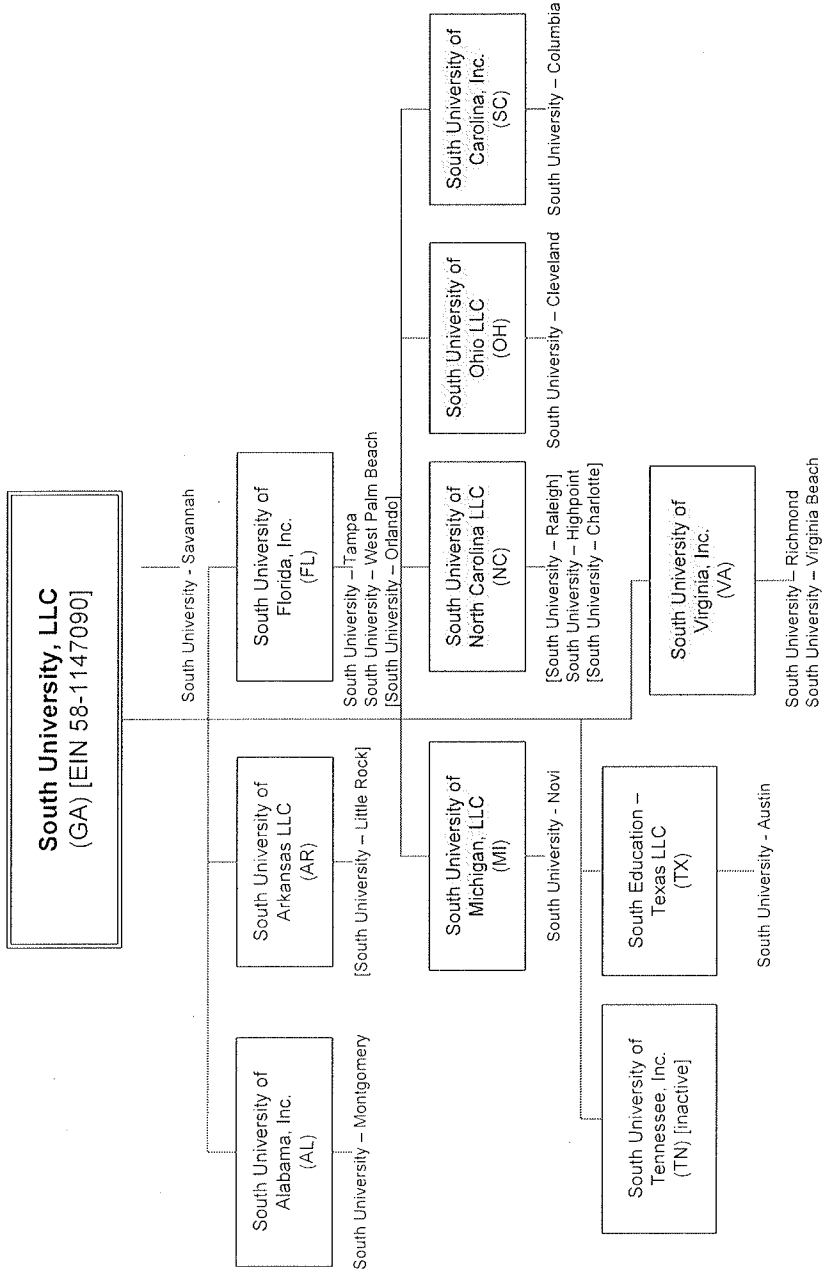 South University, LLC
(GA) [EIN 58-1147090]
South University - Savannah
South University of
Alabama, Inc.
(AL)
South University – Montgomery
South University of
Arkansas LLC
(AR)
[South University – Little Rock]
South University of
Florida, Inc.
(FL)
South University – Tampa
South University – West Palm Beach
[South University – Orlando]
South University of
Michigan, LLC
(MI)
South University - Novi
South University of
North Carolina LLC
(NC)
[South University – Raleigh]
South University – Highpoint
[South University – Charlotte]
South University of
Ohio LLC
(OH)
South University – Cleveland
South University of
Carolina, Inc.
(SC)
South University – Columbia
South University of
Tennessee, Inc.
(TN) [inactive]
South Education –
Texas LLC
(TX)
South University - Austin
South University of
Virginia, Inc.
(VA)
South University – Richmond
South University – Virginia Beach